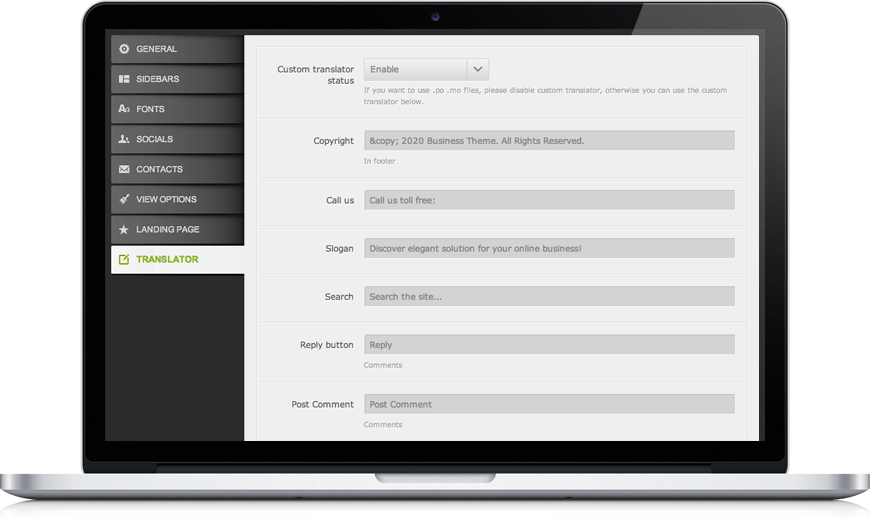 GENERAL
SIDEBARS
FONTS
SOCIALS
CONTACTS
VIEW OPTIONS
LANDING PAGE
TRANSLATOR
Custom translator
status
Enable
If you want to use .po .mo files, please disable custom translator, otherwise you can use the custom
translator below.
Copyright
&copy; 2020 Business Theme. All Rights Reserved.
In footer
Call us
Call us toll free:
Slogan
Discover elegant solution for your online business!
Search
Search the site...
Reply button
Reply
Comments
Post Comment
Post Comment
Comments